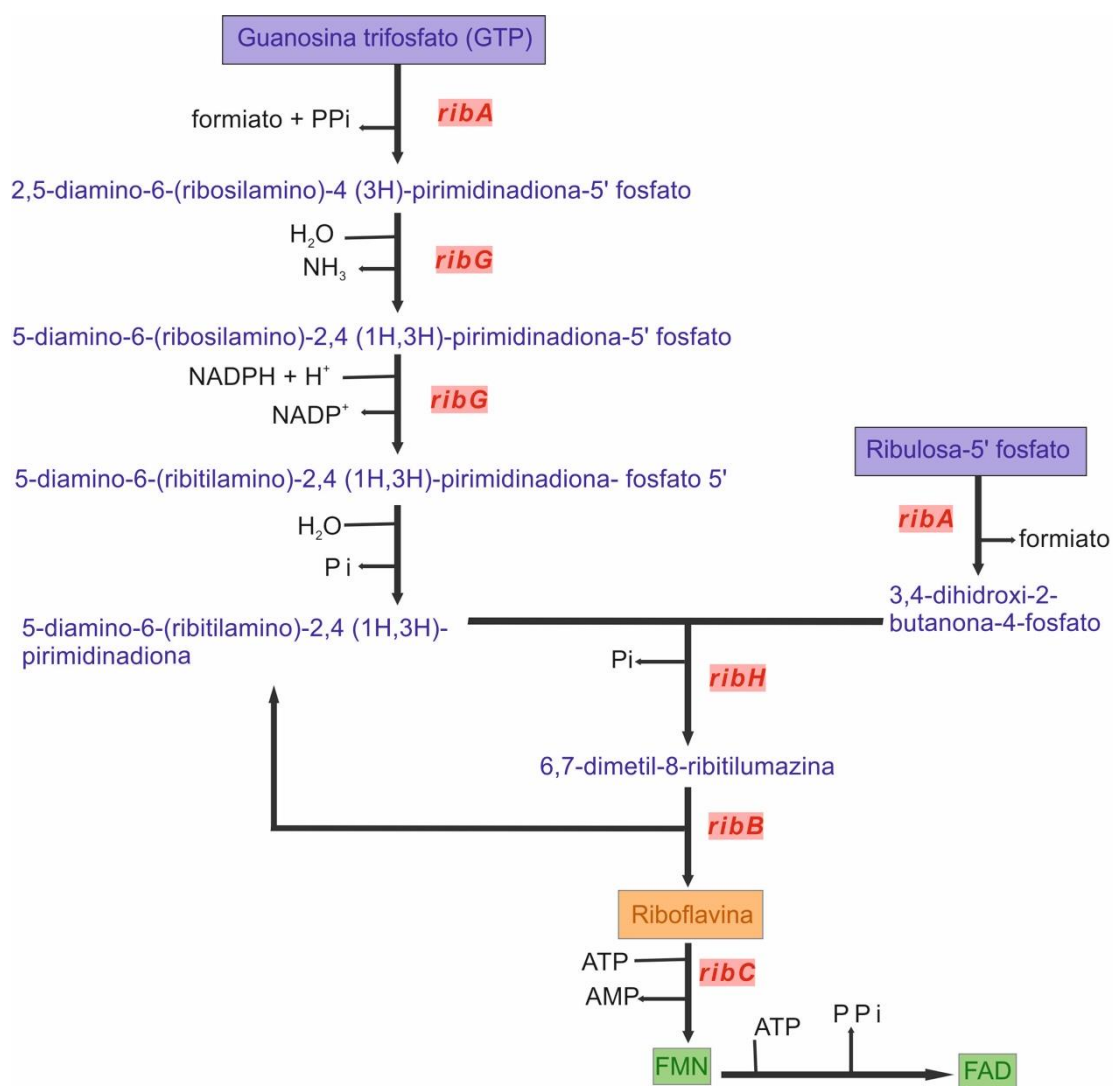 Guanosina trifosfato (GTP)
formiato + PPi
ribA
2,5-diamino-6-(ribosilamino)-4 (3H)-pirimidinadiona-5' fosfato
H₂O
NH₃
ribG
5-diamino-6-(ribosilamino)-2,4 (1H,3H)-pirimidinadiona-5' fosfato
NADPH + H⁺
NADP⁺
ribG
5-diamino-6-(ribitilamino)-2,4 (1H,3H)-pirimidinadiona- fosfato 5'
H₂O
P i
5-diamino-6-(ribitilamino)-2,4 (1H,3H)-
pirimidinadiona
Ribulosa-5' fosfato
ribA
formiato
3,4-dihidroxi-2-
butanona-4-fosfato
Pi
ribH
6,7-dimetil-8-ribitilumazina
ribB
Riboflavina
ATP
AMP
ribC
FMN
ATP
P P i
FAD